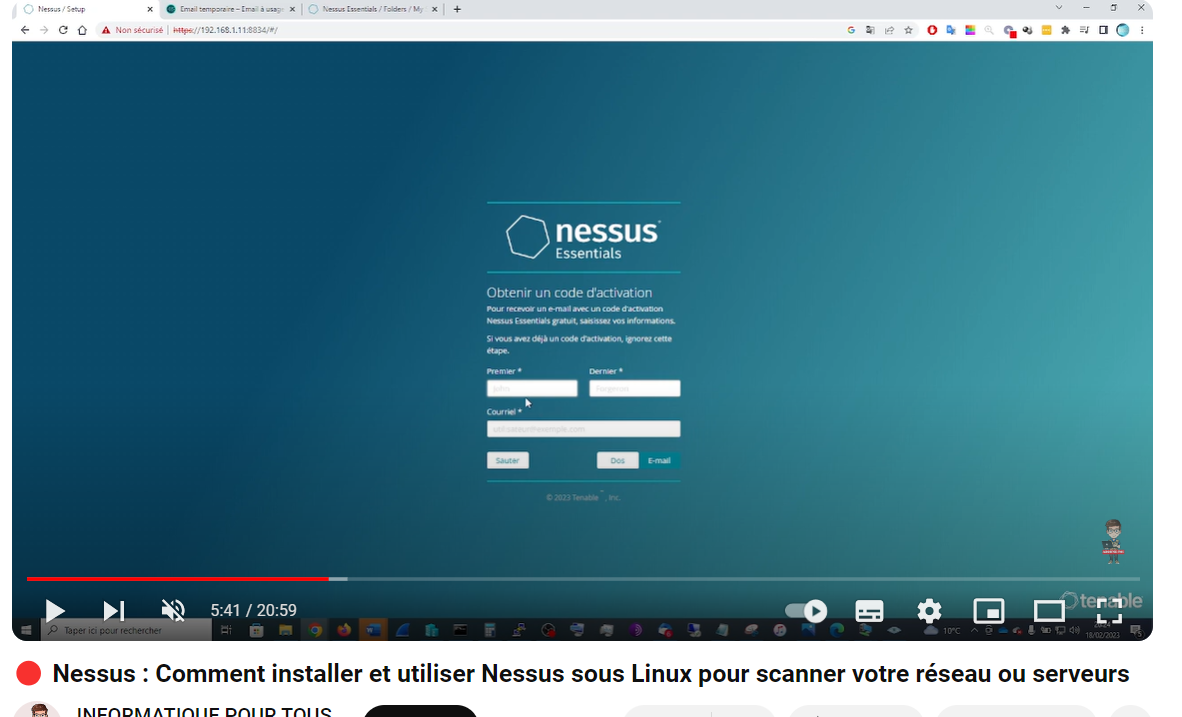 Nessus / Setup
Email temporaire – Email à usag
Nessus Essentials / Folders / My
Non sécurisé
https://192.168.1.11:8834/#/
nessus
Essentials
Obtenir un code d'activation
Pour recevoir un e-mail avec un code d'activation
Nessus Essentials gratuit, saisissez vos informations.
Si vous avez déjà un code d'activation, ignorez cette
étape.
Premier *
Dernier *
John
Courriel *
Sauter
Dos
E-mail
© 2023 Tenable™, Inc.
5:41 / 20:59
tenable
Taper ici pour rechercher
10°C
18/02/2023
Nessus : Comment installer et utiliser Nessus sous Linux pour scanner votre réseau ou serveurs
INFORMATIQUE POUR TOUS